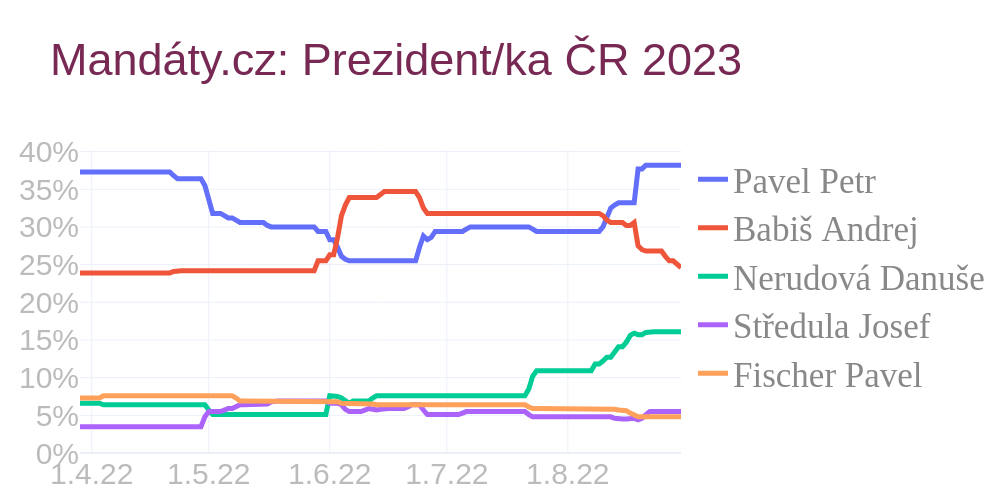 Mandáty.cz: Prezident/ka ČR 2023
40%
35%
30%
25%
20%
15%
10%
5%
0%
1.4.22 1.5.22 1.6.22 1.7.22 1.8.22
Pavel Petr
Babiš Andrej
Nerudová Danuše
Středula Josef
Fischer Pavel